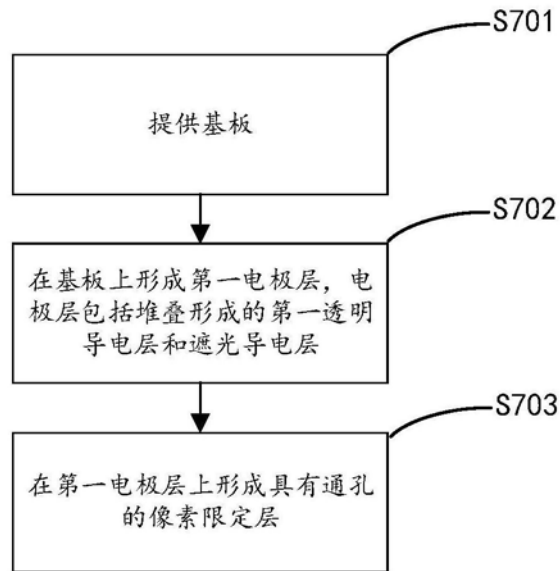 S701
提供基板
S702
在基板上形成第一电极层，电
极层包括堆叠形成的第一透明
导电层和遮光导电层
S703
在第一电极层上形成具有通孔
的像素限定层